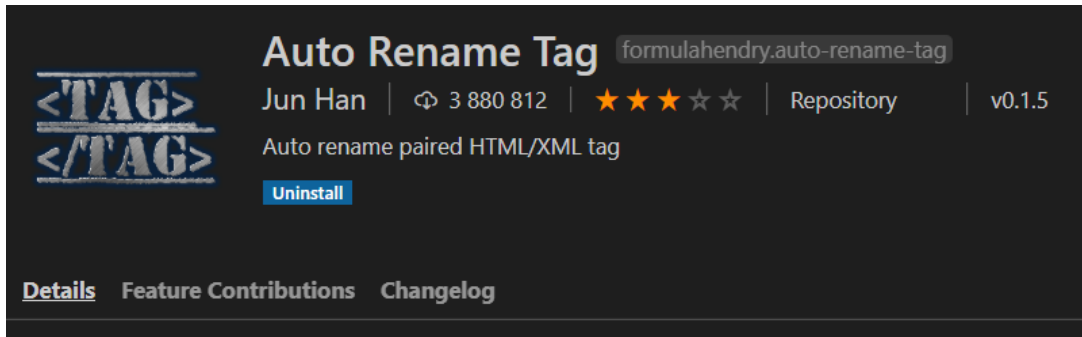 <TAG>
</TAG>
Auto Rename Tag formulahendry.auto-rename-tag
Jun Han 3 880 812 Repository v0.1.5
Auto rename paired HTML/XML tag
Uninstall
Details Feature Contributions Changelog